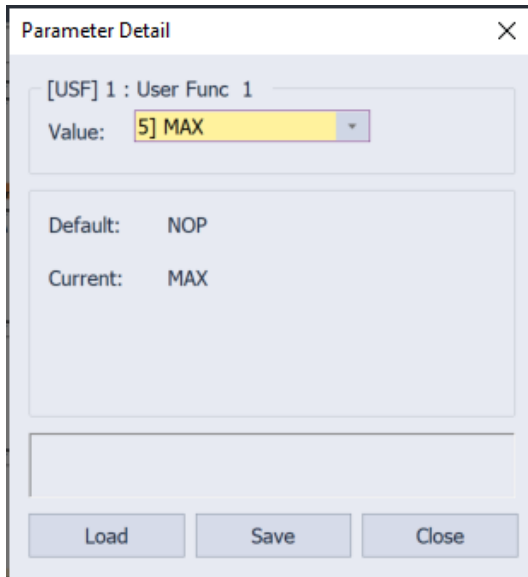 Parameter Detail
[USF] 1 : User Func 1
Value: 5] MAX
Default: NOP
Current: MAX
Load Save Close